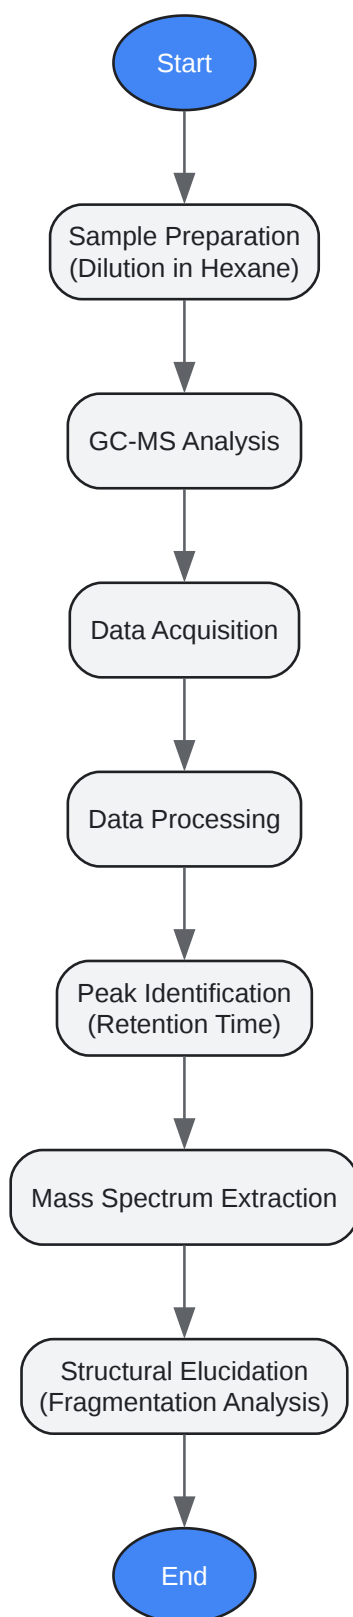 Start
Sample Preparation
(Dilution in Hexane)
GC-MS Analysis
Data Acquisition
Data Processing
Peak Identification
(Retention Time)
Mass Spectrum Extraction
Structural Elucidation
(Fragmentation Analysis)
End